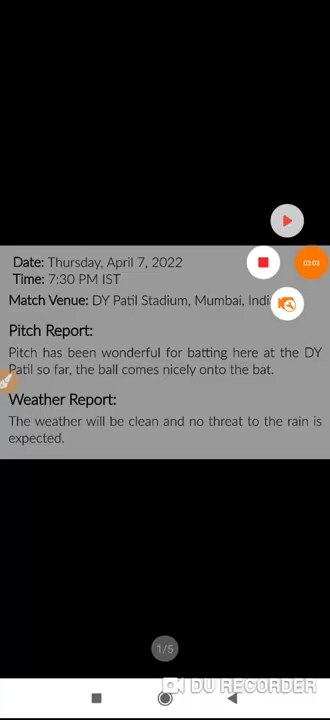 03:03
Date: Thursday, April 7, 2022
Time: 7:30 PM IST
Match Venue: DY Patil Stadium, Mumbai,
Pitch Report:
Pitch has been wonderful for batting here at the DY
Patil so far, the ball comes nicely onto the bat.
Weather Report:
The weather will be clean and no threat to the rain is
expected.
1/5
DU RECORDER